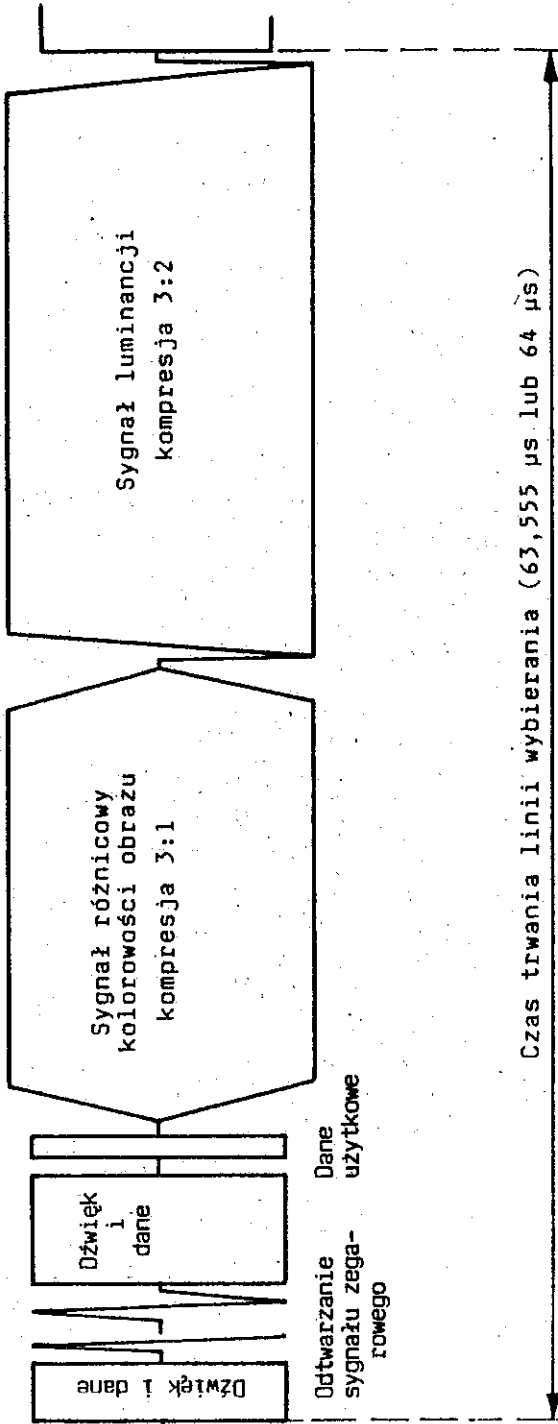 Dźwięk i dane
Odtwarzanie
sygnału zega-
rowego
Dźwięk
i
dane
Dane
użytkowe
Sygnał różnicowy
kolorowości obrazu
kompresja 3:1
Sygnał luminancji
kompresja 3:2
Czas trwania linii wybierania (63,555 µs lub 64 µs)